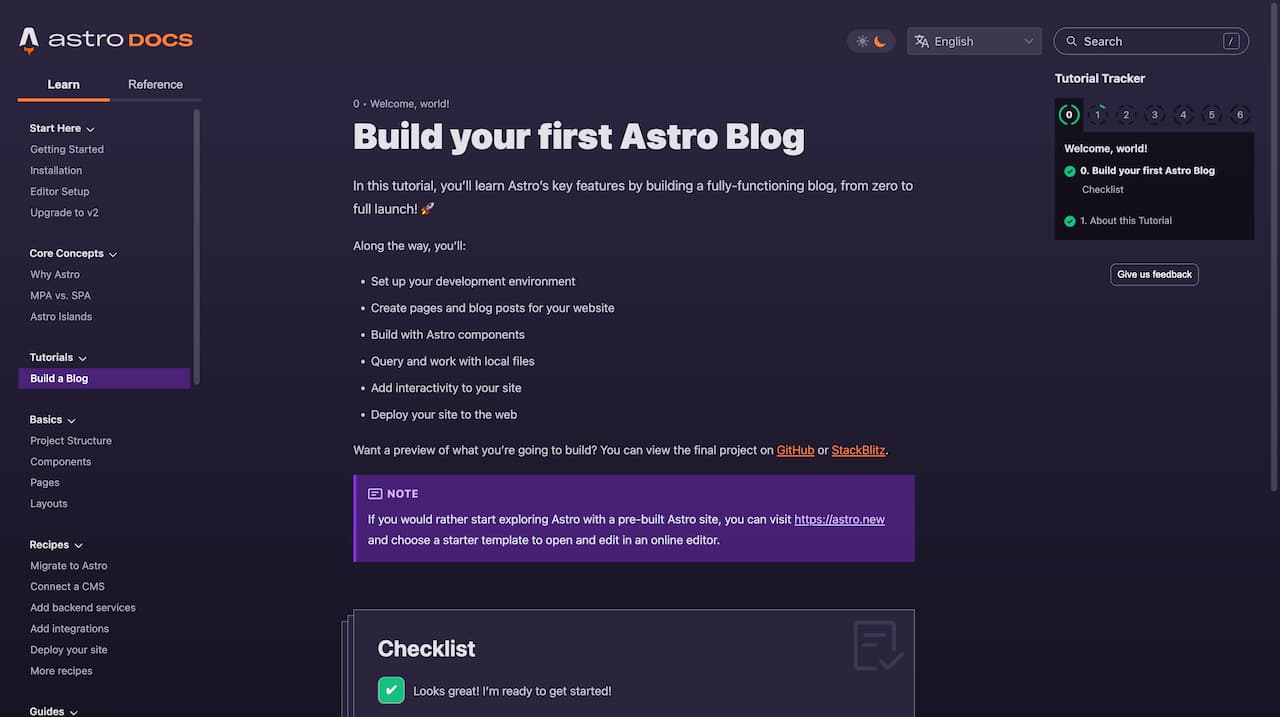 astro DOCS
English
Search
/
Learn
Reference
Start Here
Getting Started
Installation
Editor Setup
Upgrade to v2
Core Concepts
Why Astro
MPA vs. SPA
Astro Islands
Tutorials
Build a Blog
Basics
Project Structure
Components
Pages
Layouts
Recipes
Migrate to Astro
Connect a CMS
Add backend services
Add integrations
Deploy your site
More recipes
Guides
0 • Welcome, world!
Build your first Astro Blog
In this tutorial, you’ll learn Astro’s key features by building a fully-functioning blog, from zero to
full launch! 🚀
Along the way, you’ll:
• Set up your development environment
• Create pages and blog posts for your website
• Build with Astro components
• Query and work with local files
• Add interactivity to your site
• Deploy your site to the web
Want a preview of what you’re going to build? You can view the final project on GitHub or StackBlitz.
NOTE
If you would rather start exploring Astro with a pre-built Astro site, you can visit https://astro.new
and choose a starter template to open and edit in an online editor.
Checklist
✔ Looks great! I’m ready to get started!
Tutorial Tracker
0 1 2 3 4 5 6
Welcome, world!
0. Build your first Astro Blog
Checklist
1. About this Tutorial
Give us feedback